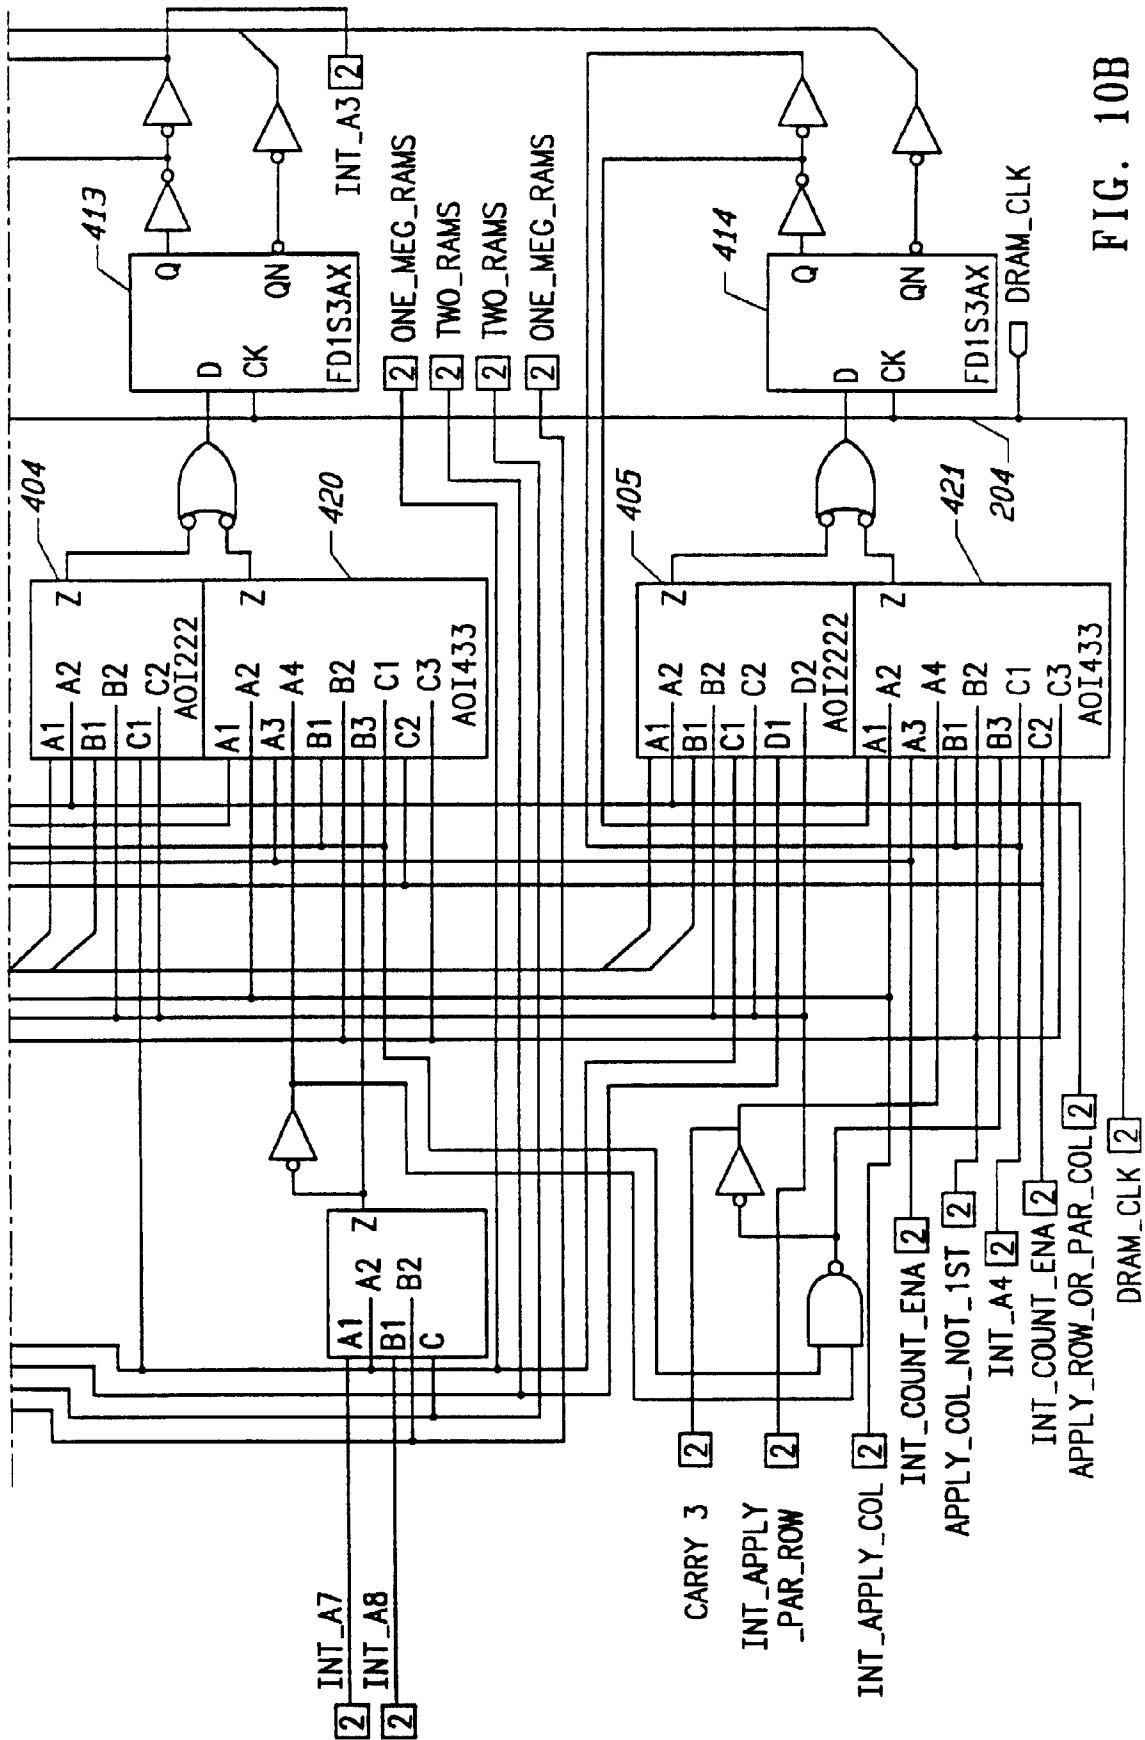 INT_A7
2
INT_A8
2
A1
A2
B1
B2
C
Z
A1
A2
B1
B2
C1
C2
AOI222
Z
404
A1
A2
A3
A4
B1
B2
B3
C1
C2
C3
AOI433
Z
420
D
CK
Q
QN
FD1S3AX
413
INT_A3
2
2
ONE_MEG_RAMS
2
TWO_RAMS
2
TWO_RAMS
2
ONE_MEG_RAMS
CARRY 3
2
INT_APPLY
_PAR_ROW
2
INT_APPLY_COL
2
INT_COUNT_ENA
2
APPLY_COL_NOT_1ST
2
INT_A4
2
INT_COUNT_ENA
2
APPLY_ROW_OR_PAR_COL
2
DRAM_CLK
2
A1
A2
B1
B2
C1
C2
D1
D2
AOI2222
Z
405
A1
A2
A3
A4
B1
B2
B3
C1
C2
C3
AOI433
Z
421
204
D
CK
Q
QN
FD1S3AX
414
DRAM_CLK
FIG. 10B